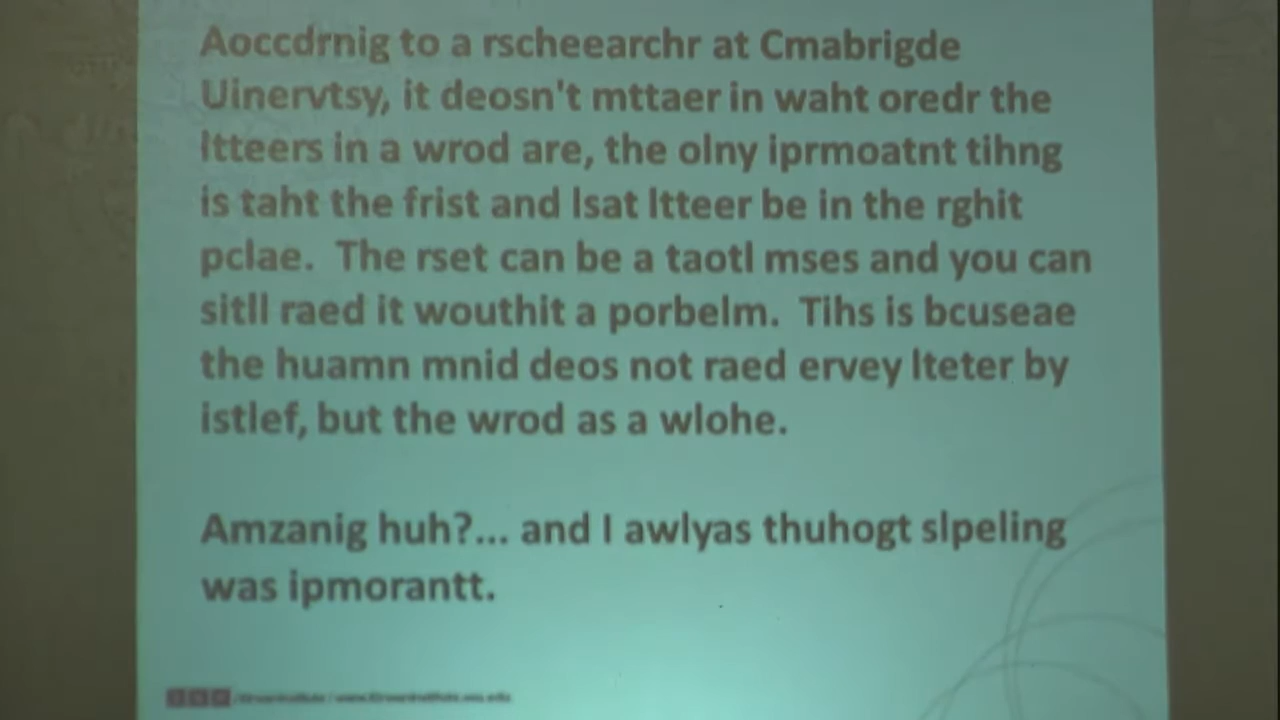 Aoccdrnig to a rscheearchr at Cmabrigde
Uinervtsy, it deosn't mttaer in waht oredr the
ltteers in a wrod are, the olny iprmoatnt tihng
is taht the frist and lsat ltteer be in the rghit
pclae. The rset can be a taotl mses and you can
sitll raed it wouthit a porbelm. Tihs is bcuseae
the huamn mnid deos not raed ervey lteter by
istlef, but the wrod as a wlohe.
Amzanig huh?... and I awlyas thuhogt slpeling
was ipmorantt.